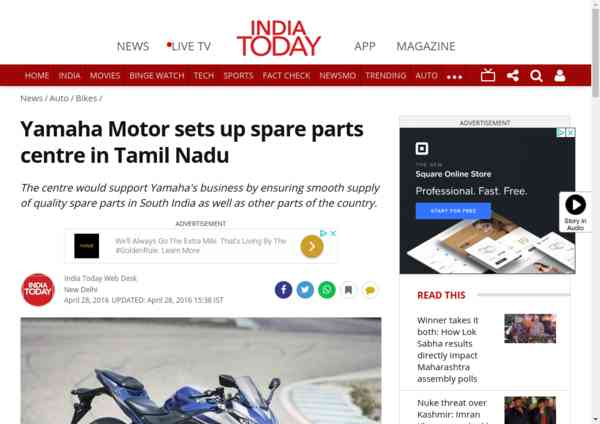 INDIA
TODAY
NEWS
LIVE TV
APP
MAGAZINE
HOME INDIA MOVIES BINGE WATCH TECH SPORTS FACT CHECK NEWSMO TRENDING AUTO
News / Auto / Bikes /
Yamaha Motor sets up spare parts
centre in Tamil Nadu
The centre would support Yamaha's business by ensuring smooth supply
of quality spare parts in South India as well as other parts of the country.
ADVERTISEMENT
We'll Always Go The Extra Mile. That's Living By The
#GoldenRule. Learn More
INDIA
TODAY
India Today Web Desk
New Delhi
April 28, 2016 UPDATED: April 28, 2016 15:38 IST
ADVERTISEMENT
THE NEW
Square Online Store
Professional. Fast. Free.
START FOR FREE
Story in
Audio
READ THIS
Winner takes it
both: How Lok
Sabha results
directly impact
Maharashtra
assembly polls
Nuke threat over
Kashmir: Imran